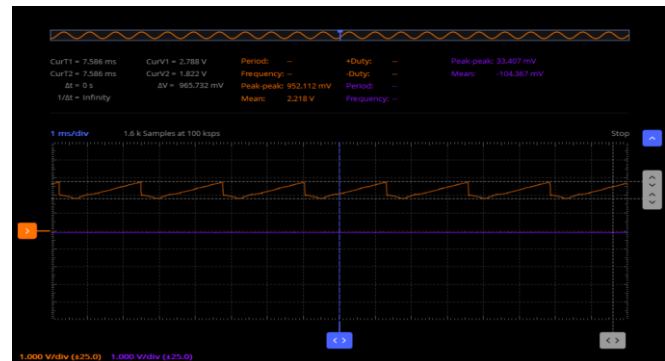 CurT1 = 7.586 ms CurV1 = 2.788 V Period: -- +Duty: -- Peak-peak: 33.407 mV
CurT2 = 7.586 ms CurV2 = 1.822 V Frequency: -- -Duty: -- Mean: -104.367 mV
Δt = 0 s ΔV = 965.732 mV Peak-peak: 952.112 mV Period: --
1/Δt = Infinity Mean: 2.218 V Frequency: --
1 ms/div 1.6 k Samples at 100 ksps Stop
1.000 V/div (±25.0) 1.000 V/div (±25.0)